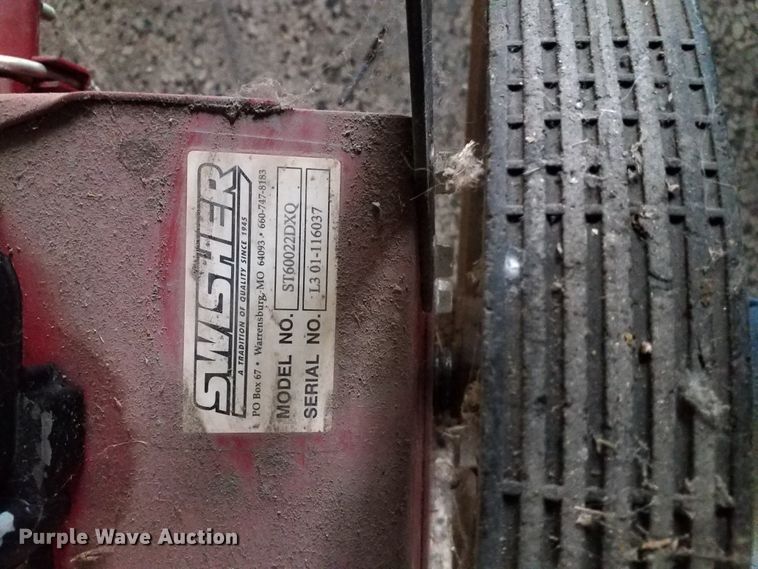 SWISHER
A TRADITION OF QUALITY SINCE 1945
PO Box 67 • Warrensburg, MO 64093 • 660-747-8183
MODEL NO. ST60022DXQ
SERIAL NO. L3 01-116037
Purple Wave Auction